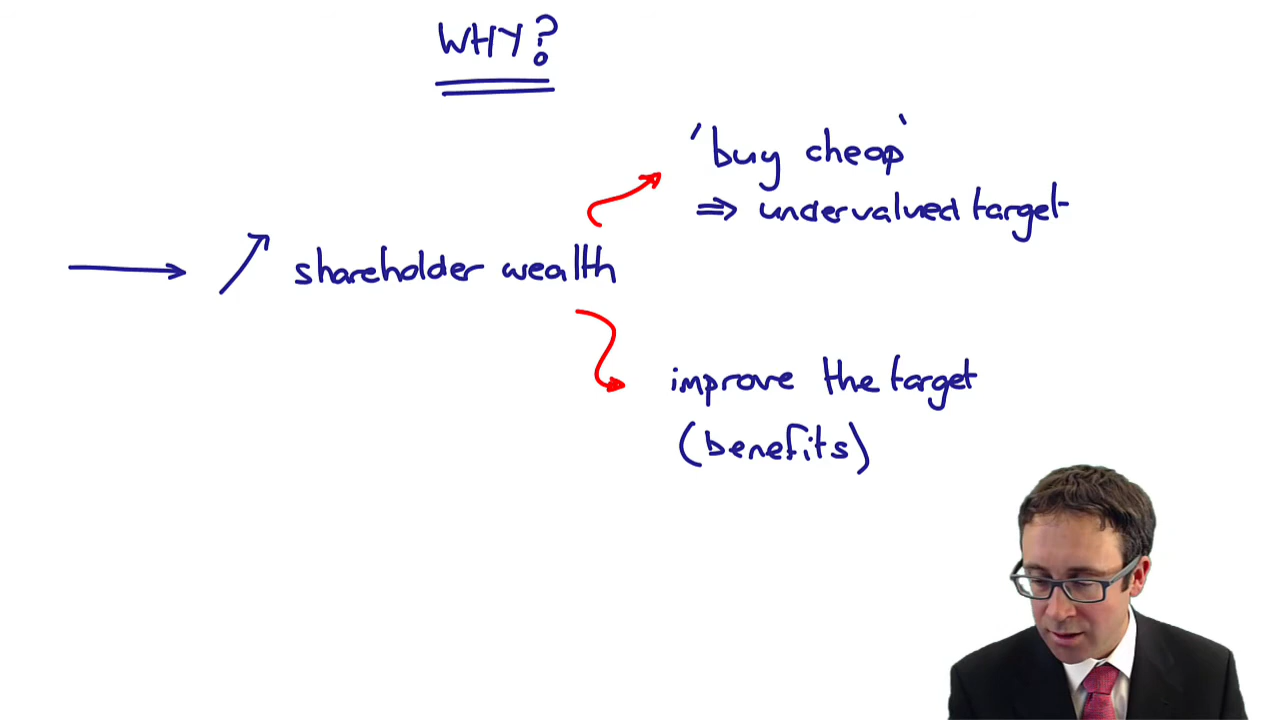 WHY?
'buy cheap'
⇒ undervalued target
→ ↗ shareholder wealth
improve the target
(benefits)